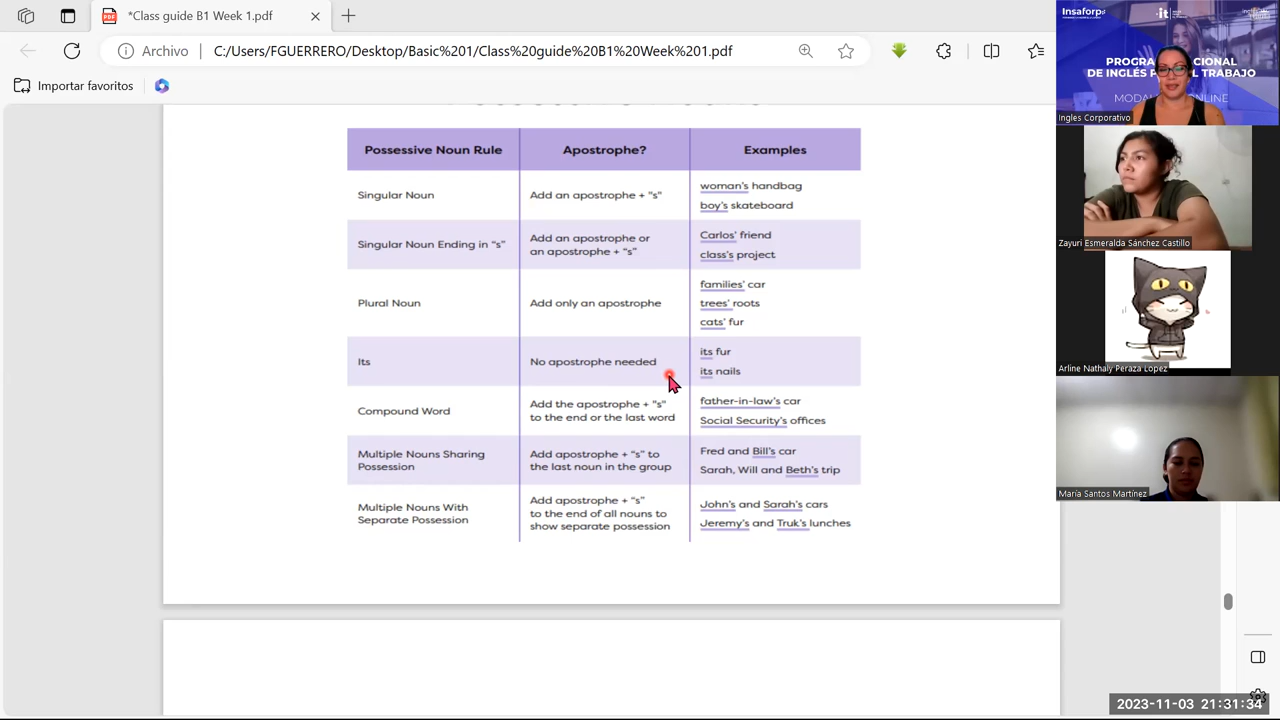 *Class guide B1 Week 1.pdf
Archivo
C:/Users/FGUERRERO/Desktop/Basic%201/Class%20guide%20B1%20Week%201.pdf
Importar favoritos
Possessive Noun Rule
Apostrophe?
Examples
Singular Noun
Add an apostrophe + "s"
woman's handbag
boy's skateboard
Singular Noun Ending in "s"
Add an apostrophe or
an apostrophe + "s"
Carlos' friend
class's project
Plural Noun
Add only an apostrophe
families' car
trees' roots
cats' fur
Its
No apostrophe needed
its fur
its nails
Compound Word
Add the apostrophe + "s"
to the end or the last word
father-in-law's car
Social Security's offices
Multiple Nouns Sharing
Possession
Add apostrophe + "s" to
the last noun in the group
Fred and Bill's car
Sarah, Will and Beth's trip
Multiple Nouns With
Separate Possession
Add apostrophe + "s"
to the end of all nouns to
show separate possession
John's and Sarah's cars
Jeremy's and Truk's lunches
Insaforp
Ingles Corporativo
Zayuri Esmeralda Sánchez Castillo
Arline Nathaly Peraza Lopez
María Santos Martínez
2023-11-03 21:31:34